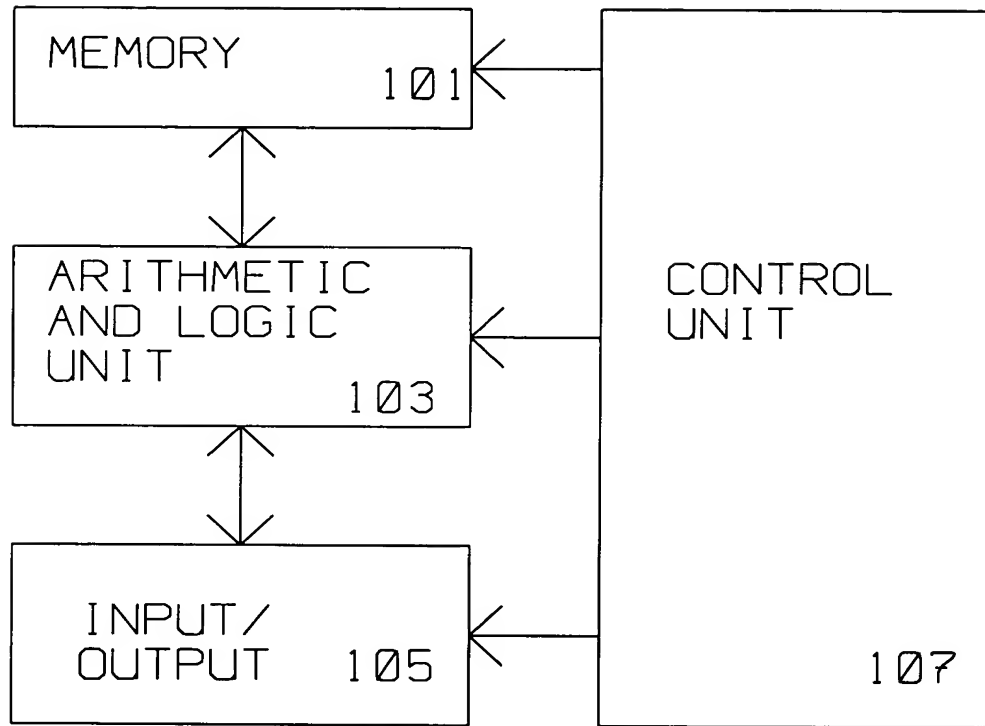 MEMORY
101
ARITHMETIC
AND LOGIC
UNIT
103
INPUT/
OUTPUT 105
CONTROL
UNIT
107